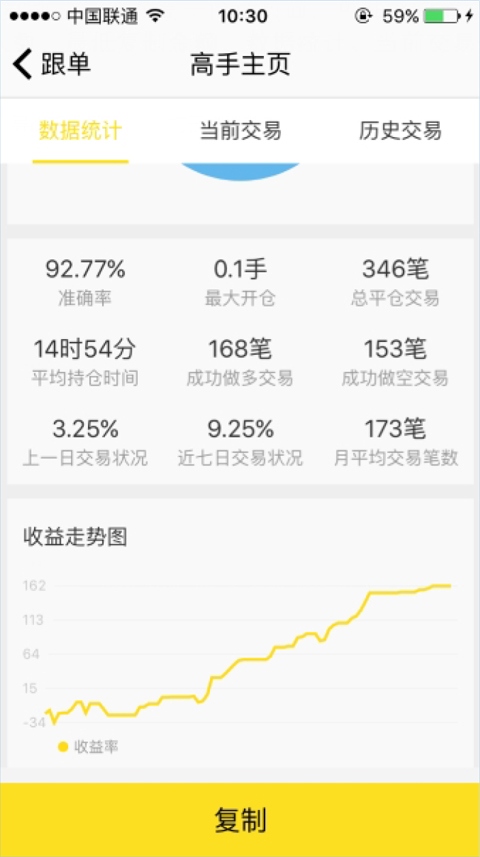 中国联通 10:30 59%
跟单 高手主页
数据统计 当前交易 历史交易
92.77% 0.1手 346笔
准确率 最大开仓 总平仓交易
14时54分 168笔 153笔
平均持仓时间 成功做多交易 成功做空交易
3.25% 9.25% 173笔
上一日交易状况 近七日交易状况 月平均交易笔数
收益走势图
162
113
64
15
-34
收益率
复制